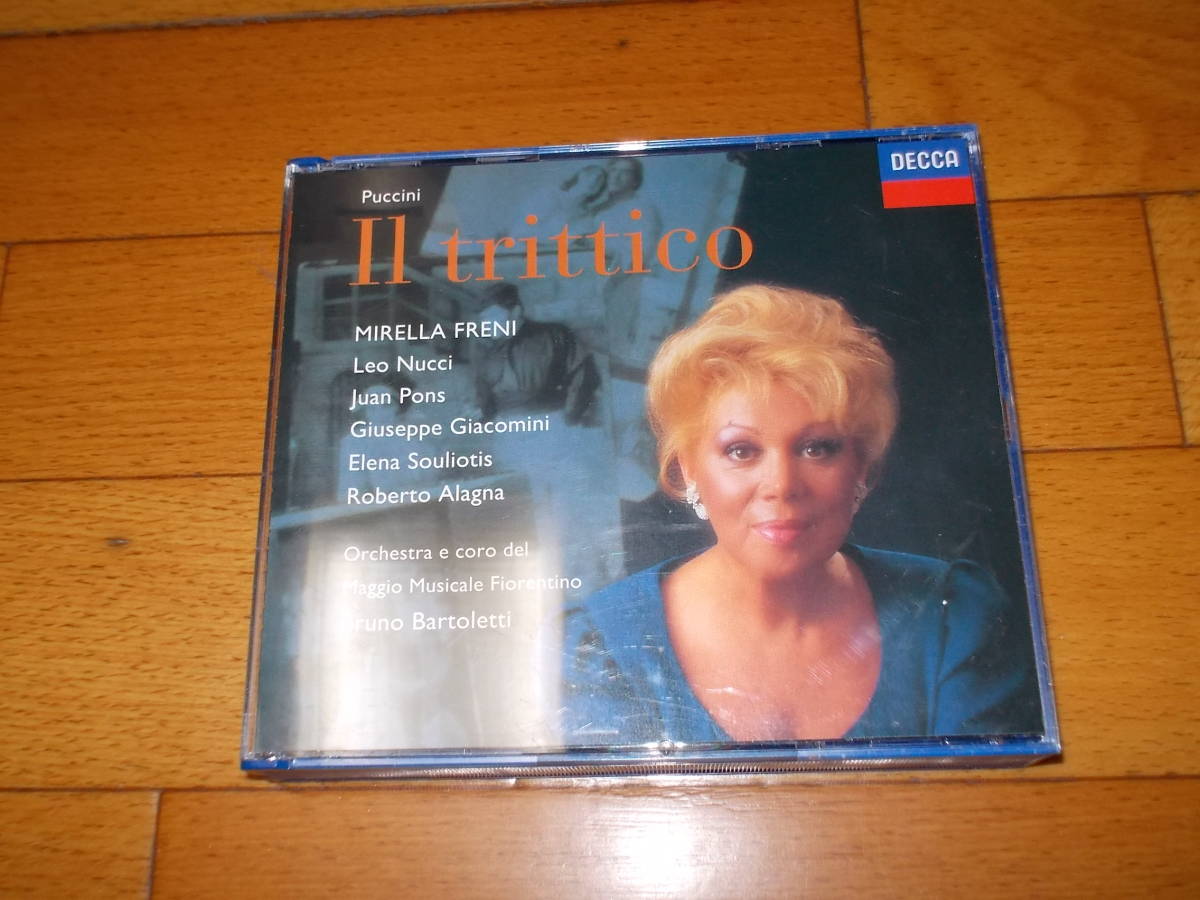 DECCA
Puccini
Il trittico
MIRELLA FRENI
Leo Nucci
Juan Pons
Giuseppe Giacomini
Elena Souliotis
Roberto Alagna
Orchestra e coro del
Maggio Musicale Fiorentino
Bruno Bartoletti